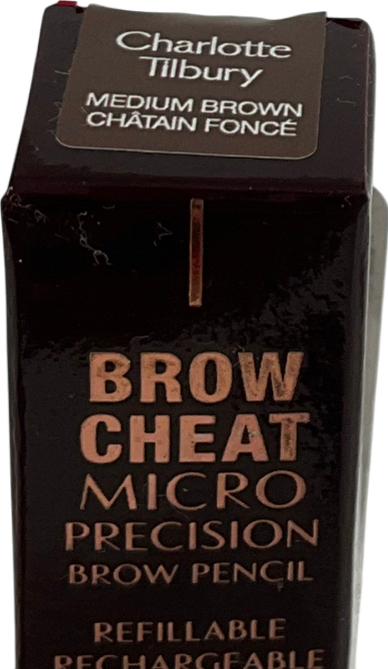 Charlotte
Tilbury
MEDIUM BROWN
CHÂTAIN FONCÉ
BROW
CHEAT
MICRO
PRECISION
BROW PENCIL
REFILLABLE
RECHARGEABLE